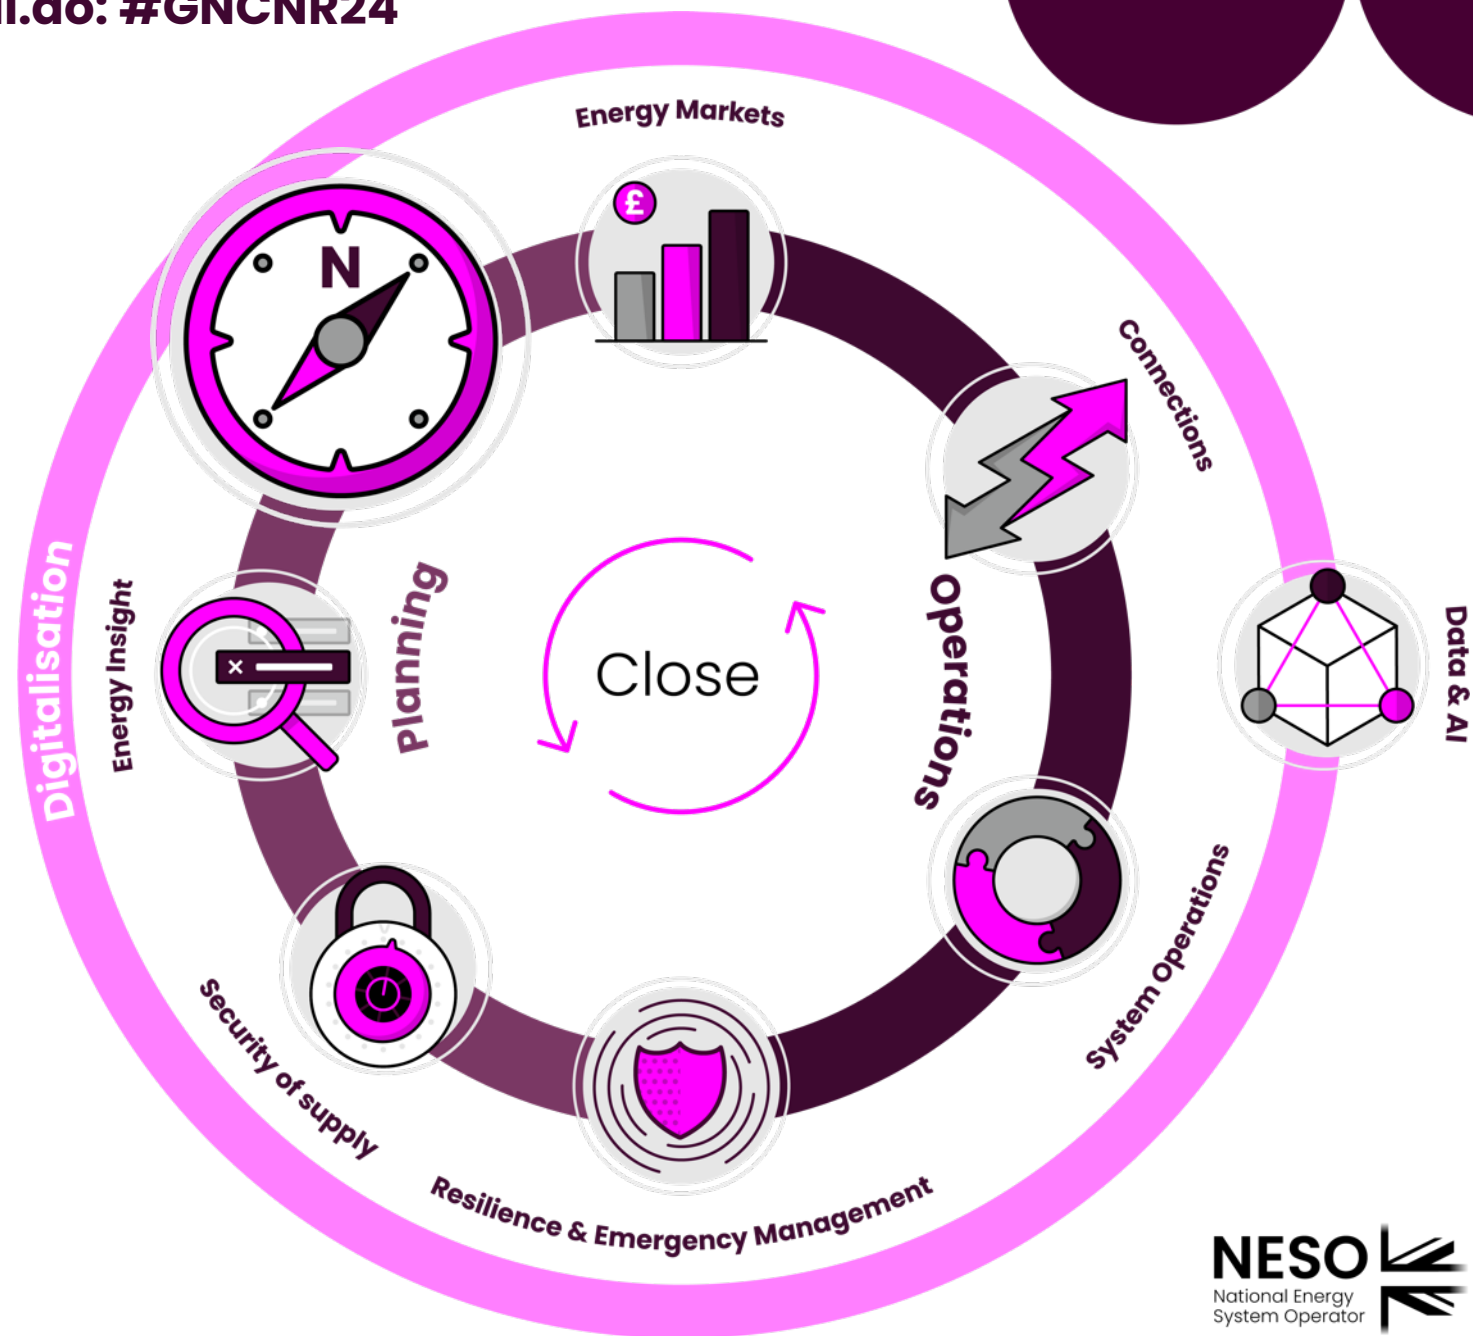 #GNCNR24
Energy Markets
£
N
Connections
Digitalisation
Energy Insight
Planning
Close
Operations
Data & AI
System Operations
Security of supply
Resilience & Emergency Management
NESO
National Energy
System Operator